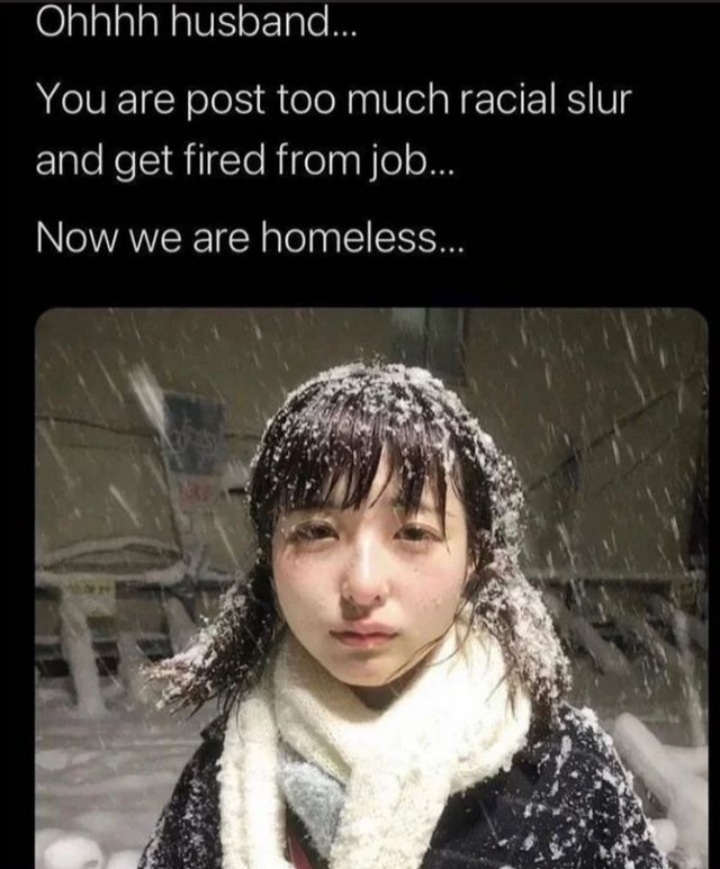 Ohhhh husband...
You are post too much racial slur
and get fired from job...
Now we are homeless...